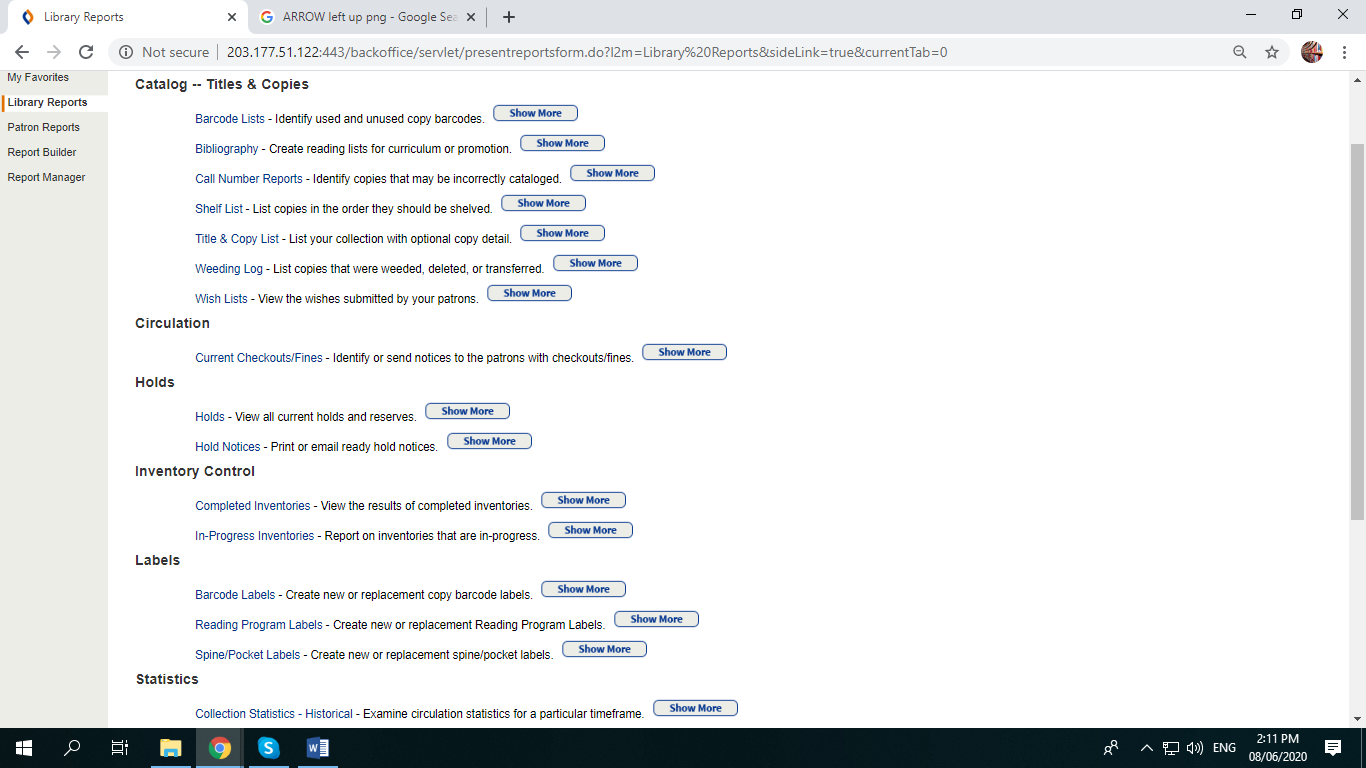 Library Reports
ARROW left up png - Google Sea
Not secure
203.177.51.122:443/backoffice/servlet/presentreportsform.do?l2m=Library%20Reports&sideLink=true&currentTab=0
My Favorites
Library Reports
Patron Reports
Report Builder
Report Manager
Catalog -- Titles & Copies
Barcode Lists - Identify used and unused copy barcodes. Show More
Bibliography - Create reading lists for curriculum or promotion. Show More
Call Number Reports - Identify copies that may be incorrectly cataloged. Show More
Shelf List - List copies in the order they should be shelved. Show More
Title & Copy List - List your collection with optional copy detail. Show More
Weeding Log - List copies that were weeded, deleted, or transferred. Show More
Wish Lists - View the wishes submitted by your patrons. Show More
Circulation
Current Checkouts/Fines - Identify or send notices to the patrons with checkouts/fines. Show More
Holds
Holds - View all current holds and reserves. Show More
Hold Notices - Print or email ready hold notices. Show More
Inventory Control
Completed Inventories - View the results of completed inventories. Show More
In-Progress Inventories - Report on inventories that are in-progress. Show More
Labels
Barcode Labels - Create new or replacement copy barcode labels. Show More
Reading Program Labels - Create new or replacement Reading Program Labels. Show More
Spine/Pocket Labels - Create new or replacement spine/pocket labels. Show More
Statistics
Collection Statistics - Historical - Examine circulation statistics for a particular timeframe. Show More
ENG
2:11 PM
08/06/2020